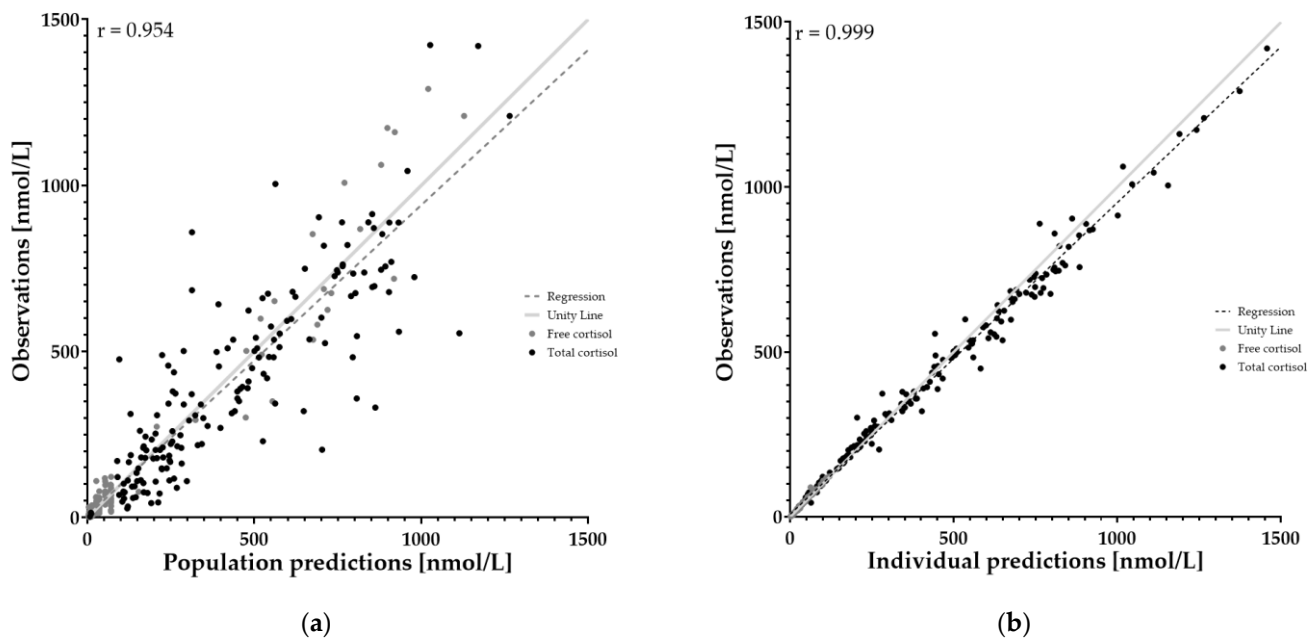 r = 0.954
1500
1000
500
0
Observations [nmol/L]
Regression
Unity Line
Free cortisol
Total cortisol
0
500
1000
1500
Population predictions [nmol/L]
(a)
r = 0.999
1500
1000
500
0
Observations [nmol/L]
Regression
Unity Line
Free cortisol
Total cortisol
0
500
1000
1500
Individual predictions [nmol/L]
(b)